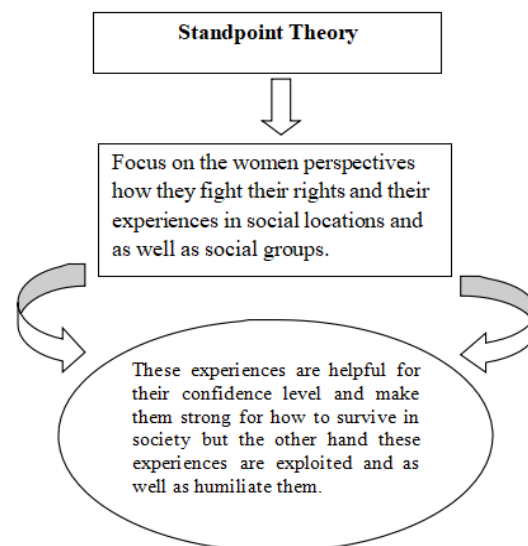 Standpoint Theory
Focus on the women perspectives
how they fight their rights and their
experiences in social locations and
as well as social groups.
These experiences are helpful for
their confidence level and make
them strong for how to survive in
society but the other hand these
experiences are exploited and as
well as humiliate them.